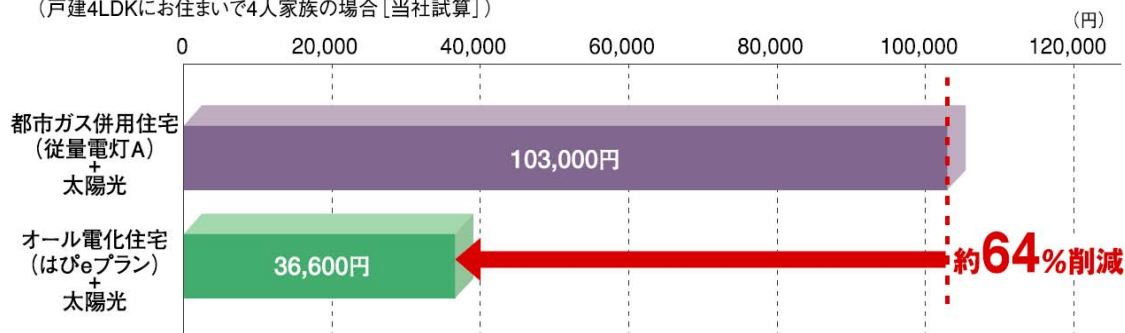 （戸建4LDKにお住まいで4人家族の場合［当社試算］）
（円）
0 20,000 40,000 60,000 80,000 100,000 120,000
都市ガス併用住宅
（従量電灯A）
+
太陽光
103,000円
オール電化住宅
（はぴeプラン）
+
太陽光
36,600円
約64%削減